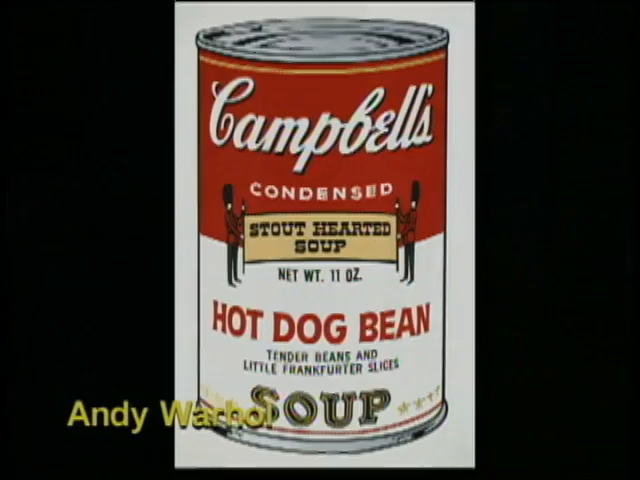 Campbell's
CONDENSED
STOUT HEARTED
SOUP
NET WT. 11 OZ.
HOT DOG BEAN
TENDER BEANS AND
LITTLE FRANKFURTER SLICES
SOUP
Andy Warhol